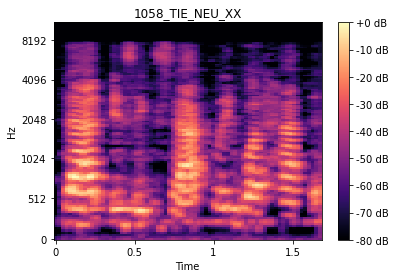 1058_TIE_NEU_XX
+0 dB
8192
-10 dB
4096
-20 dB
-30 dB
2048
Hz
-40 dB
1024
-50 dB
512
-60 dB
-70 dB
0
-80 dB
0
0.5
1
1.5
Time